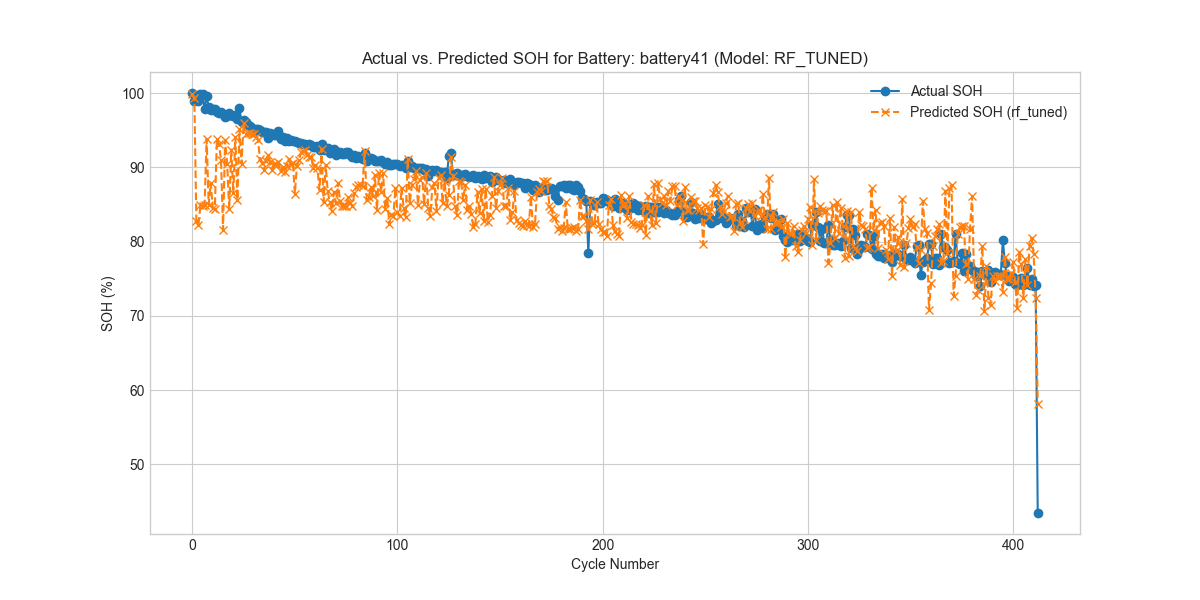 Actual vs. Predicted SOH for Battery: battery41 (Model: RF_TUNED)
Actual SOH
Predicted SOH (rf_tuned)
100
90
80
70
60
50
SOH (%)
0
100
200
300
400
Cycle Number